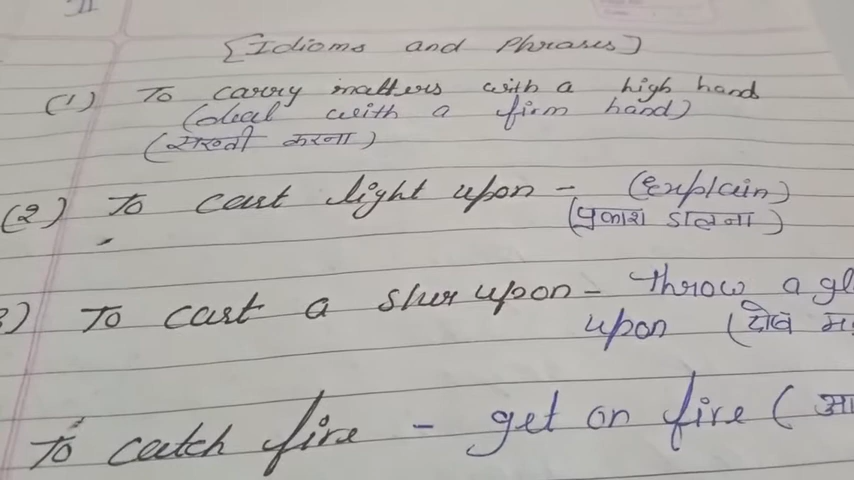 [Idioms and Phrases]
(1) To carry matters with a high hand
(deal with a firm hand)
(सख्ती करना)
(2) To cast light upon - (Explain)
(प्रकाश डालना)
) To cast a slur upon - throw a
upon
To catch fire - get on fire (